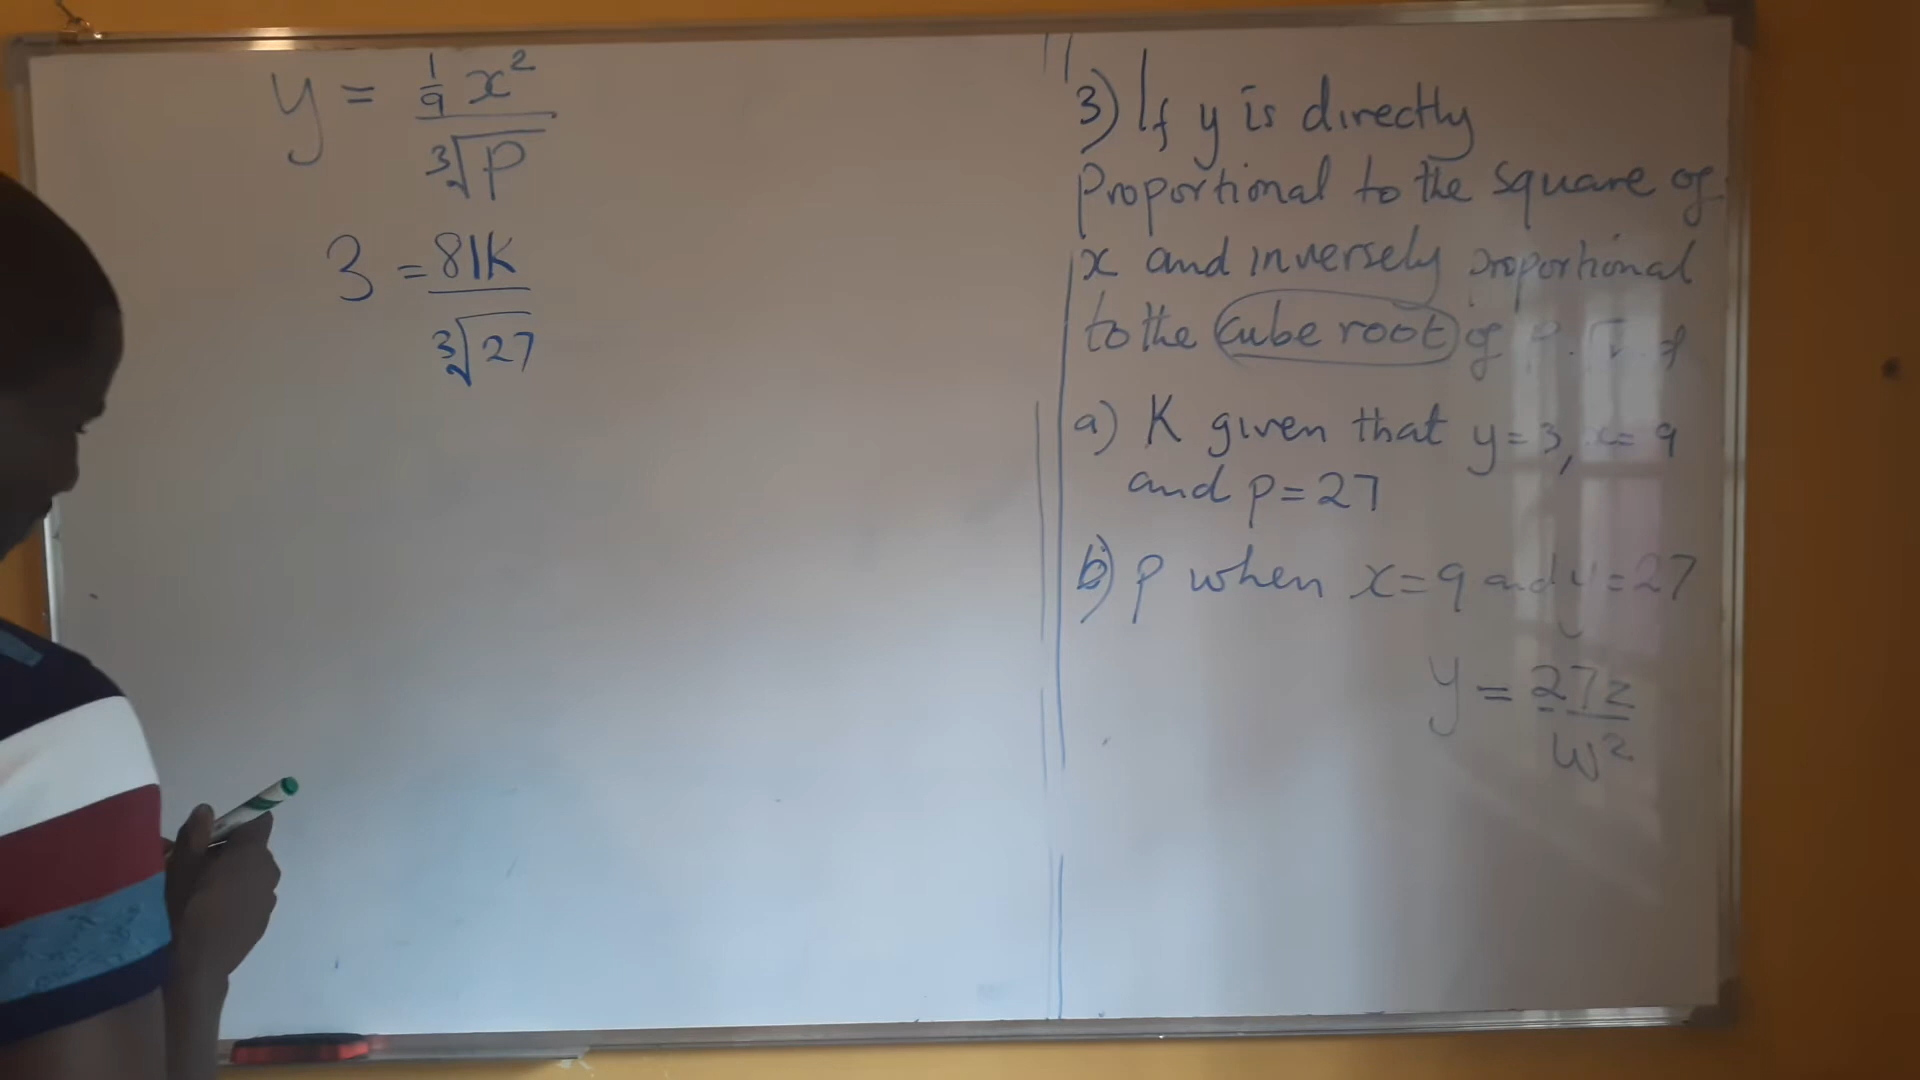 y = 1/9 x² / ∛P
3 = 81K / ∛27
3) If y is directly
proportional to the square of
x and inversely proportional
to the cube root of P.
a) K given that y=3, x=9
and p=27
b) p when x=9 and y=27
y = 27z / w²